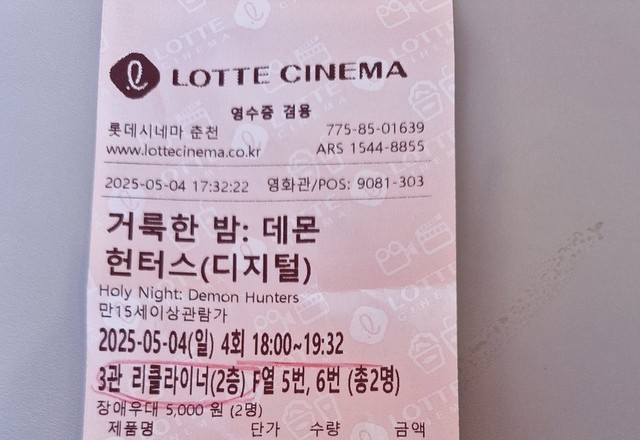 LOTTE CINEMA
영수증 겸용
롯데시네마 춘천 775-85-01639
www.lottecinema.co.kr ARS 1544-8855
2025-05-04 17:32:22 영화관/POS: 9081-303
거룩한 밤: 데몬
헌터스(디지털)
Holy Night: Demon Hunters
만15세이상관람가
2025-05-04(일) 4회 18:00~19:32
3관 리클라이너(2층) F열 5번, 6번 (총2명)
장애우대 5,000 원 (2명)
제품명 단가 수량 금액